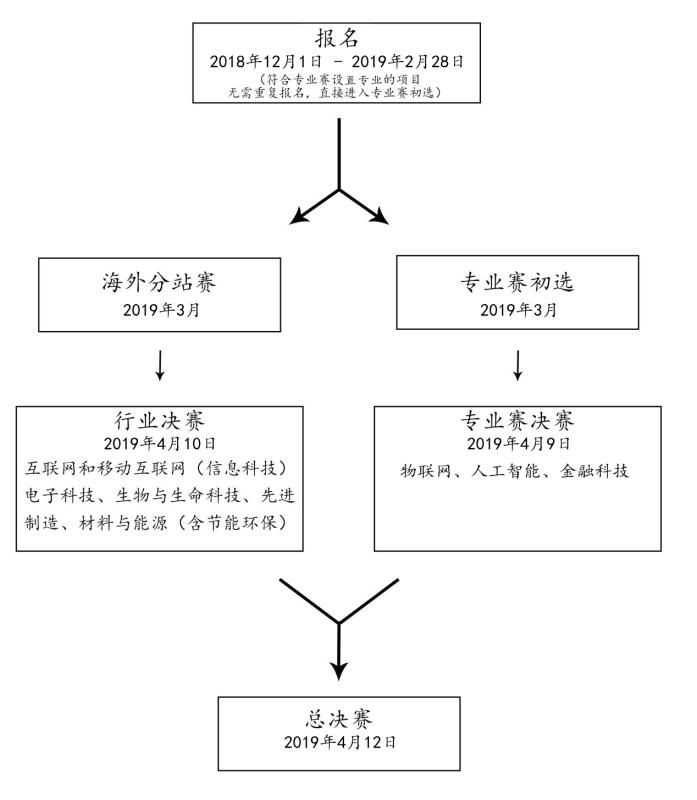 报名
2018年12月1日 - 2019年2月28日
（符合专业赛设置专业的项目
无需重复报名，直接进入专业赛初选）
海外分站赛
2019年3月
专业赛初选
2019年3月
行业决赛
2019年4月10日
互联网和移动互联网（信息科技）
电子科技、生物与生命科技、先进
制造、材料与能源（含节能环保）
专业赛决赛
2019年4月9日
物联网、人工智能、金融科技
总决赛
2019年4月12日